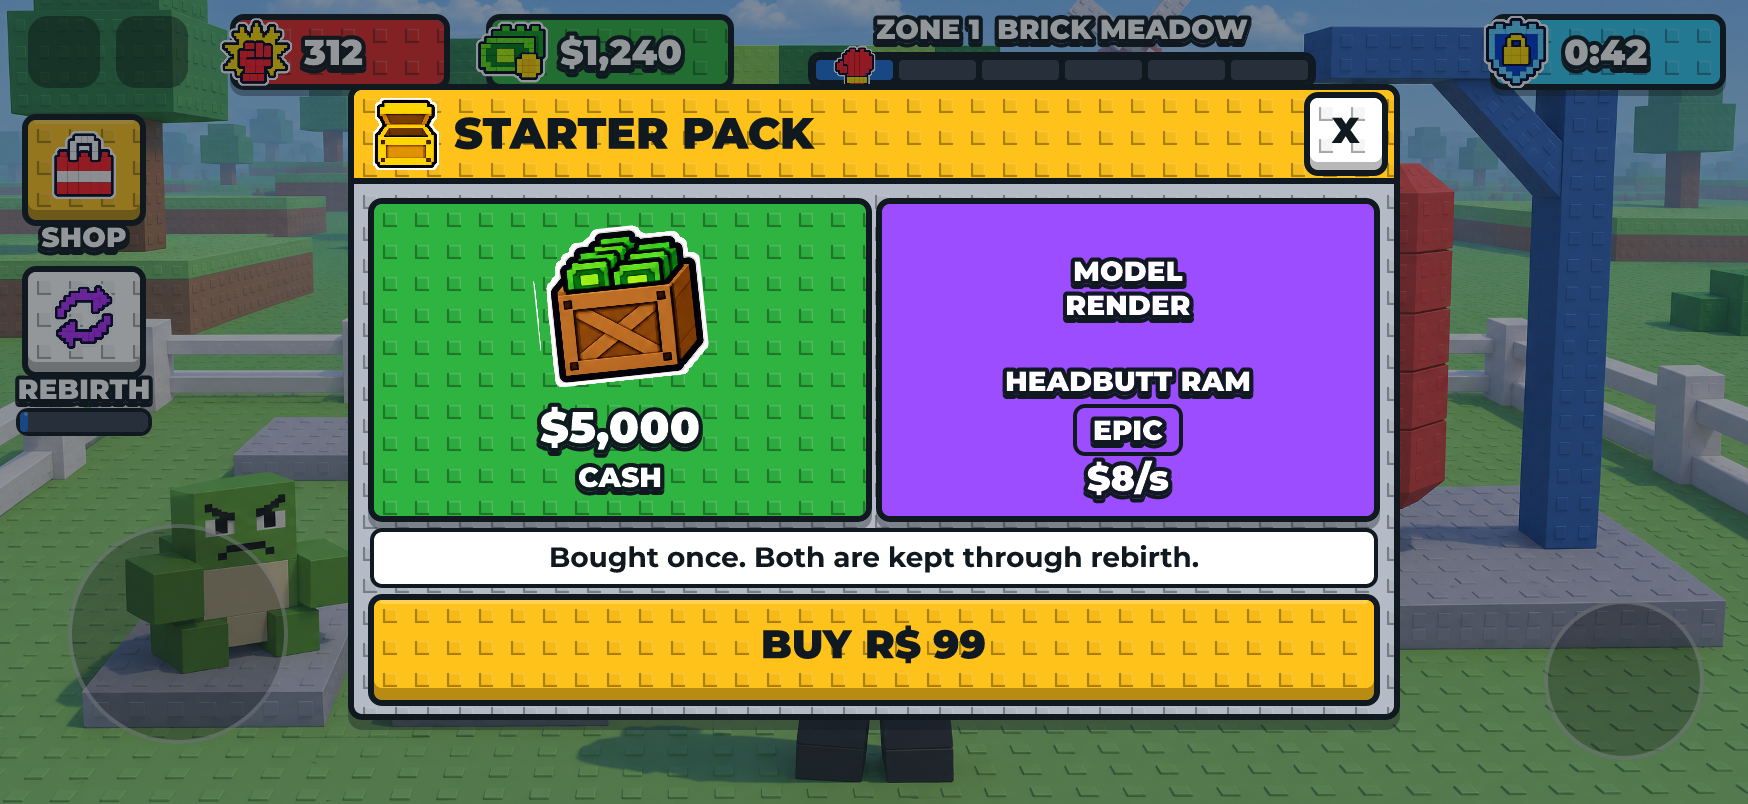 312
$1,240
ZONE 1 BRICK MEADOW
0:42
STARTER PACK
X
SHOP
REBIRTH
$5,000
CASH
MODEL
RENDER
HEADBUTT RAM
EPIC
$8/s
Bought once. Both are kept through rebirth.
BUY R$ 99